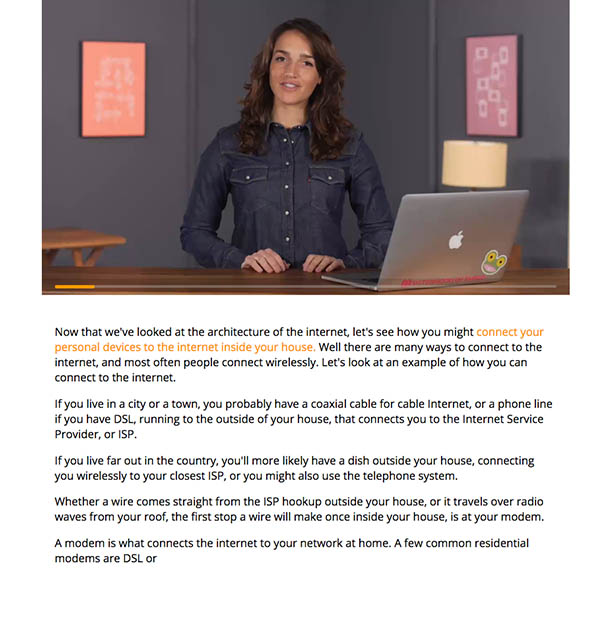 Now that we've looked at the architecture of the internet, let's see how you might connect your
personal devices to the internet inside your house. Well there are many ways to connect to the
internet, and most often people connect wirelessly. Let's look at an example of how you can
connect to the internet.
If you live in a city or a town, you probably have a coaxial cable for cable Internet, or a phone line
if you have DSL, running to the outside of your house, that connects you to the Internet Service
Provider, or ISP.
If you live far out in the country, you'll more likely have a dish outside your house, connecting
you wirelessly to your closest ISP, or you might also use the telephone system.
Whether a wire comes straight from the ISP hookup outside your house, or it travels over radio
waves from your roof, the first stop a wire will make once inside your house, is at your modem.
A modem is what connects the internet to your network at home. A few common residential
modems are DSL or